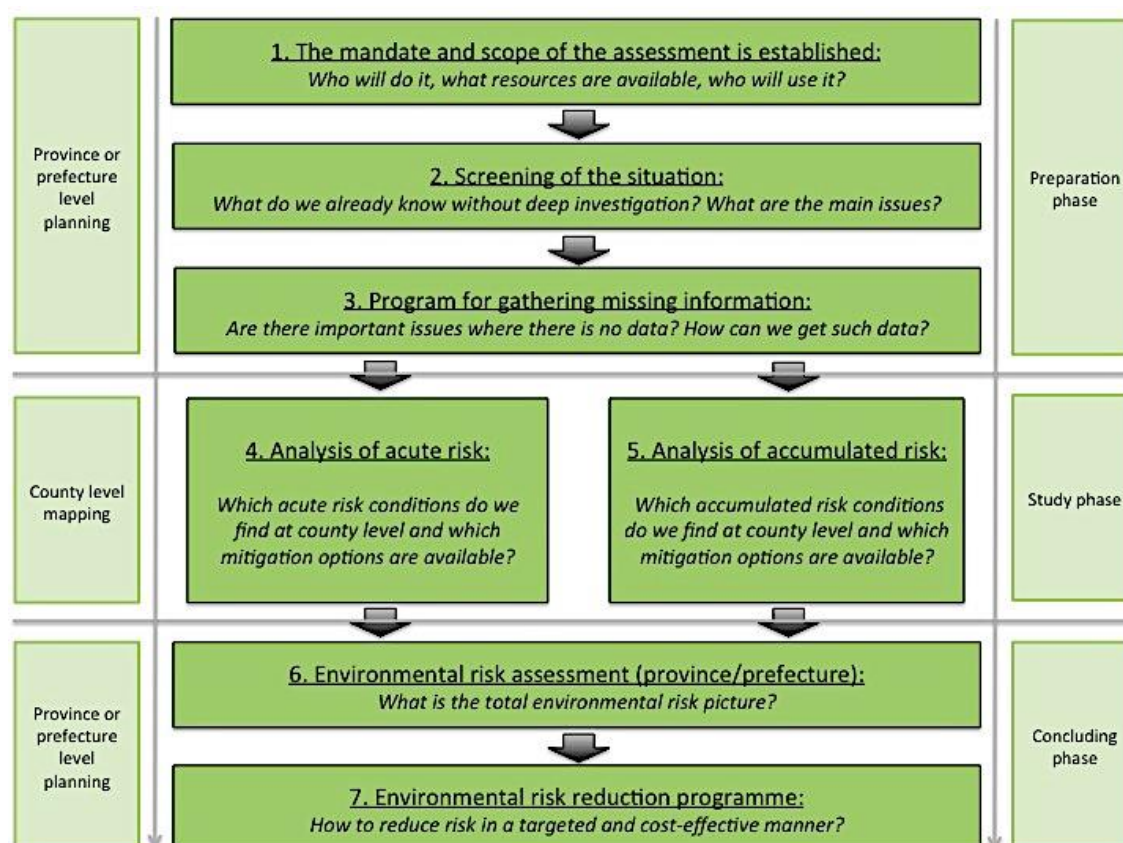 1. The mandate and scope of the assessment is established:
Who will do it, what resources are available, who will use it?
Province or
prefecture
level
planning
2. Screening of the situation:
What do we already know without deep investigation? What are the main issues?
Preparation
phase
3. Program for gathering missing information:
Are there important issues where there is no data? How can we get such data?
County level
mapping
4. Analysis of acute risk:
Which acute risk conditions do we
find at county level and which
mitigation options are available?
5. Analysis of accumulated risk:
Which accumulated risk conditions
do we find at county level and which
mitigation options are available?
Study phase
Province or
prefecture
level
planning
6. Environmental risk assessment (province/prefecture):
What is the total environmental risk picture?
Concluding
phase
7. Environmental risk reduction programme:
How to reduce risk in a targeted and cost-effective manner?